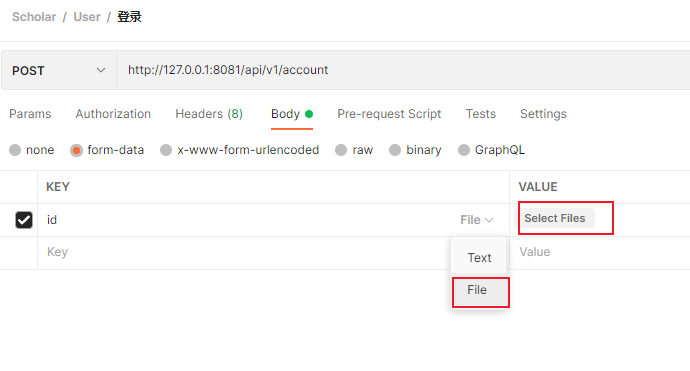 Scholar / User / 登录
POST http://127.0.0.1:8081/api/v1/account
Params Authorization Headers (8) Body Pre-request Script Tests Settings
none form-data x-www-form-urlencoded raw binary GraphQL
KEY VALUE
id File Select Files
Key Value
Text
File